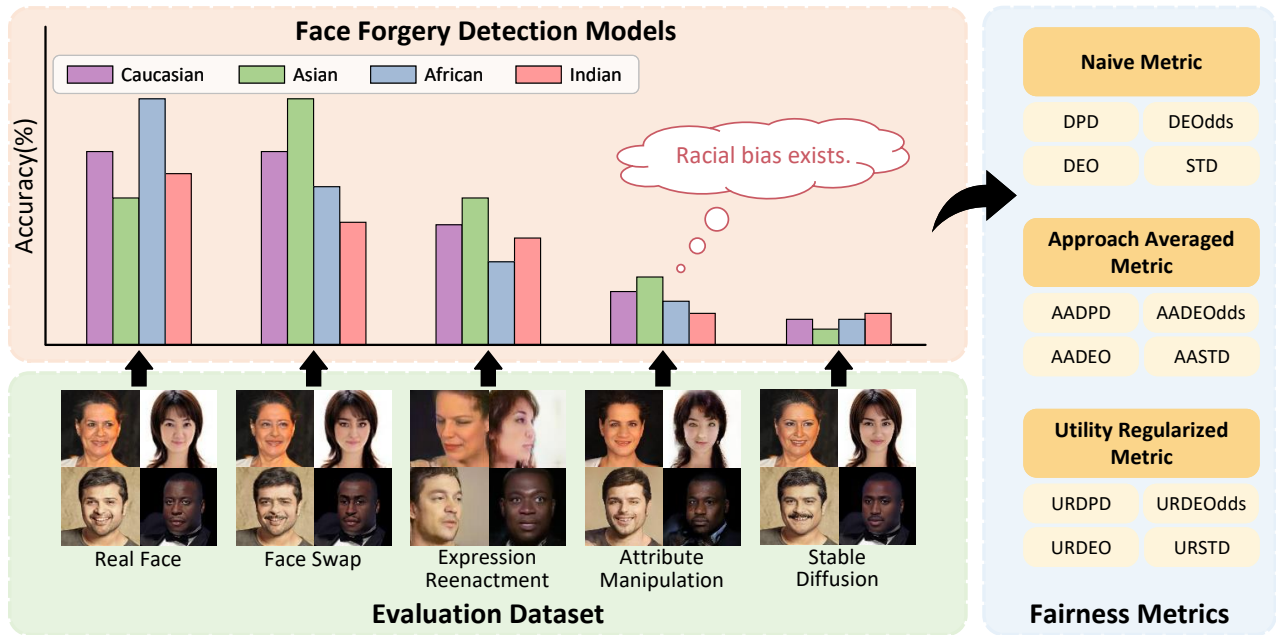 Face Forgery Detection Models
Caucasian Asian African Indian
Accuracy(%)
Racial bias exists.
Real Face
Face Swap
Expression
Reenactment
Attribute
Manipulation
Stable
Diffusion
Evaluation Dataset
Naive Metric
DPD DEOdds
DEO STD
Approach Averaged
Metric
AADPD AADEOdds
AADEO AASTD
Utility Regularized
Metric
URDPD URDEOdds
URDEO URSTD
Fairness Metrics